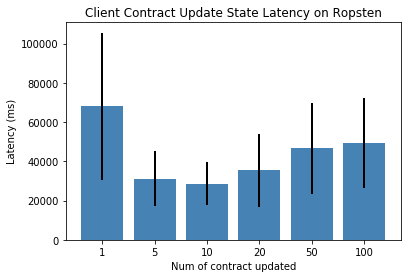 Client Contract Update State Latency on Ropsten
100000
80000
60000
40000
20000
0
Latency (ms)
1 5 10 20 50 100
Num of contract updated